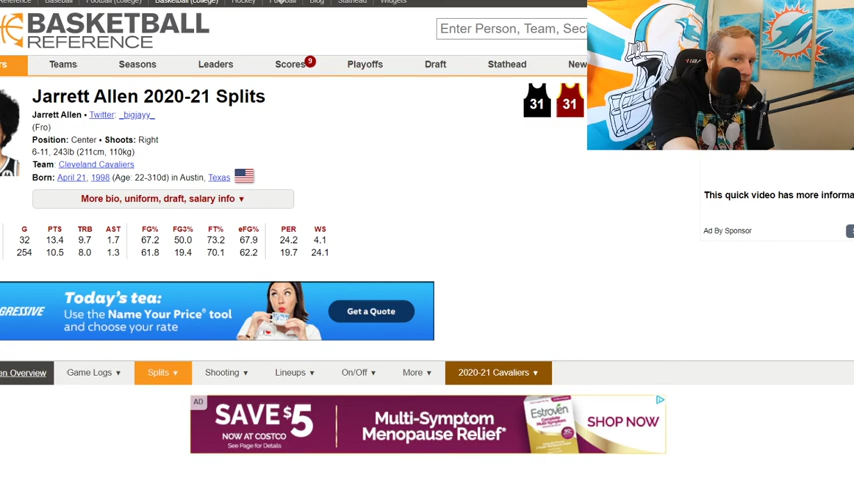 Reference Baseball Football (college) Basketball (college) Hockey Football Blog Stathead Widgets
BASKETBALL
REFERENCE
Enter Person, Team, Sect
rs Teams Seasons Leaders Scores 9 Playoffs Draft Stathead New
Jarrett Allen 2020-21 Splits
31 31
Jarrett Allen • Twitter: _bigjayy_
(Fro)
Position: Center • Shoots: Right
6-11, 243lb (211cm, 110kg)
Team: Cleveland Cavaliers
Born: April 21, 1998 (Age: 22-310d) in Austin, Texas
More bio, uniform, draft, salary info ▼
This quick video has more informa
Ad By Sponsor
G PTS TRB AST FG% FG3% FT% eFG% PER WS
32 13.4 9.7 1.7 67.2 50.0 73.2 67.9 24.2 4.1
254 10.5 8.0 1.3 61.8 19.4 70.1 62.2 19.7 24.1
GRESSIVE
Today's tea:
Use the Name Your Price® tool
and choose your rate
Get a Quote
en Overview Game Logs ▼ Splits ▼ Shooting ▼ Lineups ▼ On/Off ▼ More ▼ 2020-21 Cavaliers ▼
AD
SAVE $5
NOW AT COSTCO
See Page for Details
Multi-Symptom
Menopause Relief*
Estroven
SHOP NOW